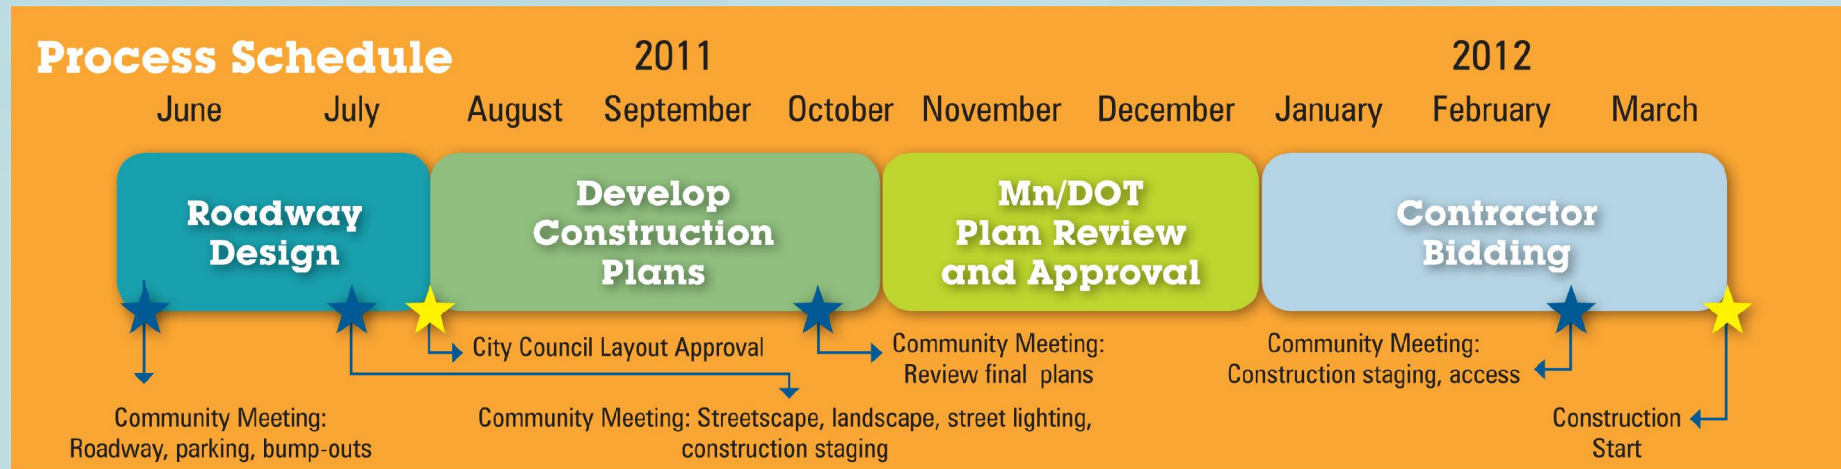 Process Schedule
2011
2012
June July August September October November December January February March
Roadway
Design
Develop
Construction
Plans
Mn/DOT
Plan Review
and Approval
Contractor
Bidding
City Council Layout Approval
Community Meeting:
Review final plans
Community Meeting:
Construction staging, access
Community Meeting:
Roadway, parking, bump-outs
Community Meeting: Streetscape, landscape, street lighting,
construction staging
Construction
Start